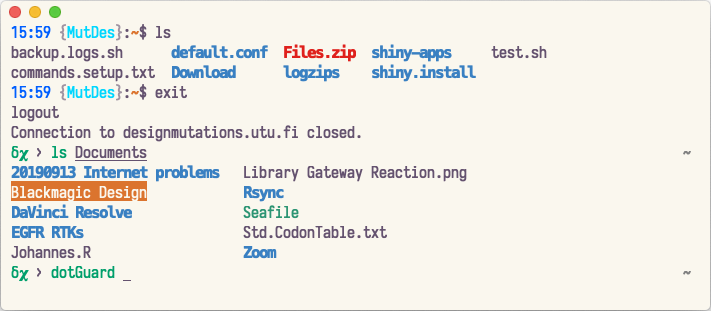 15:59 {MutDes}:~$ ls
backup.logs.sh default.conf Files.zip shiny-apps test.sh
commands.setup.txt Download logzips shiny.install
15:59 {MutDes}:~$ exit
logout
Connection to designmutations.utu.fi closed.
δχ › ls Documents ~
20190913 Internet problems Library Gateway Reaction.png
Blackmagic Design Rsync
DaVinci Resolve Seafile
EGFR RTKs Std.CodonTable.txt
Johannes.R Zoom
δχ › dotGuard _ ~